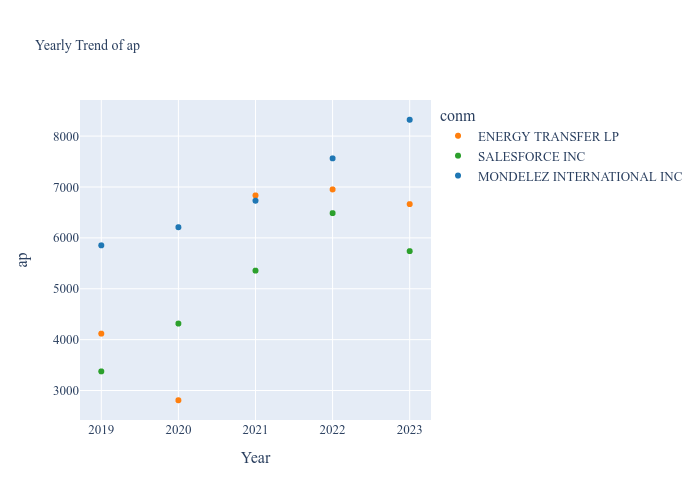 Yearly Trend of ap
conm
ENERGY TRANSFER LP
SALESFORCE INC
MONDELEZ INTERNATIONAL INC
8000
7000
6000
5000
4000
3000
ap
2019 2020 2021 2022 2023
Year